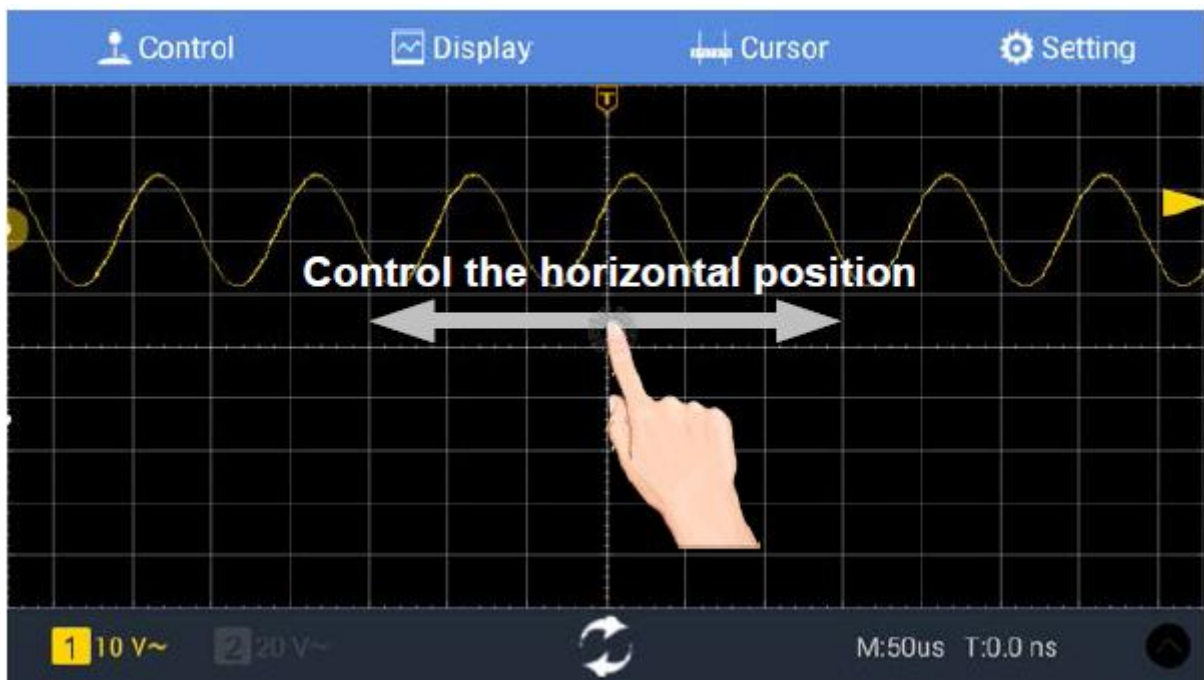 Control Display Cursor Setting
T
Control the horizontal position
1 10 V~ 2 20 V~ M:50us T:0.0 ns